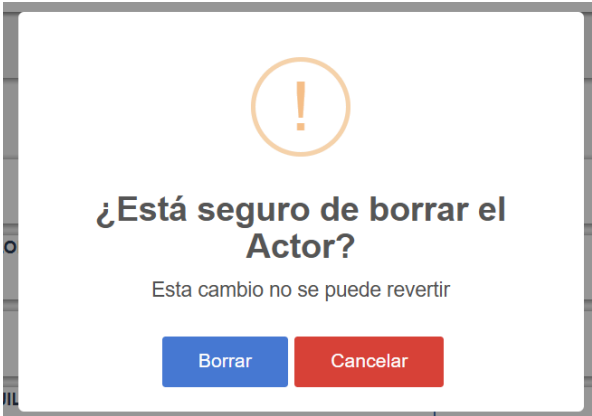 !
¿Está seguro de borrar el
Actor?
Esta cambio no se puede revertir
Borrar
Cancelar